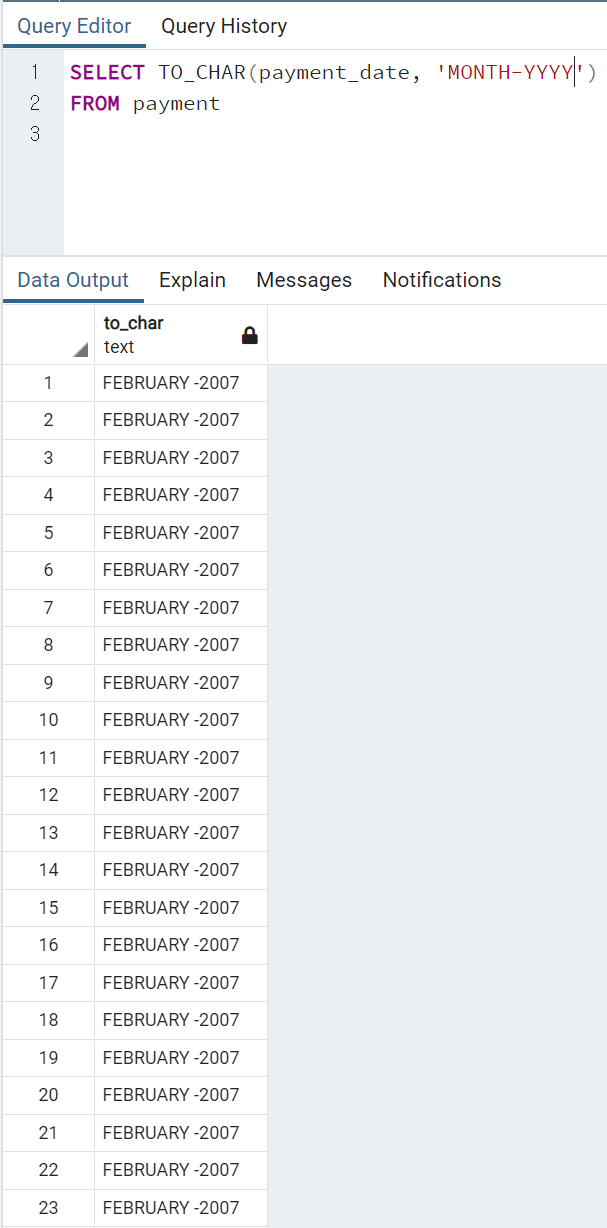 Query Editor Query History
1 SELECT TO_CHAR(payment_date, 'MONTH-YYYY')
2 FROM payment
3
Data Output Explain Messages Notifications
to_char
text
1 FEBRUARY -2007
2 FEBRUARY -2007
3 FEBRUARY -2007
4 FEBRUARY -2007
5 FEBRUARY -2007
6 FEBRUARY -2007
7 FEBRUARY -2007
8 FEBRUARY -2007
9 FEBRUARY -2007
10 FEBRUARY -2007
11 FEBRUARY -2007
12 FEBRUARY -2007
13 FEBRUARY -2007
14 FEBRUARY -2007
15 FEBRUARY -2007
16 FEBRUARY -2007
17 FEBRUARY -2007
18 FEBRUARY -2007
19 FEBRUARY -2007
20 FEBRUARY -2007
21 FEBRUARY -2007
22 FEBRUARY -2007
23 FEBRUARY -2007